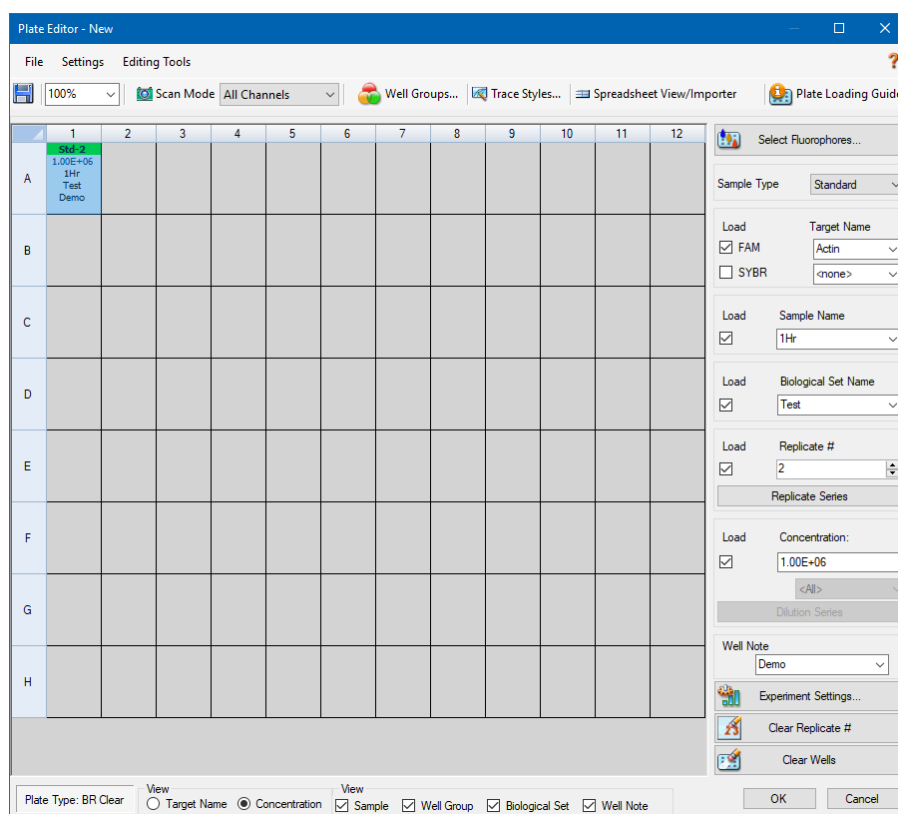 Plate Editor - New
File Settings Editing Tools ?
100% Scan Mode All Channels Well Groups... Trace Styles... Spreadsheet View/Importer Plate Loading Guid
1 2 3 4 5 6 7 8 9 10 11 12
A
Std-2
1.00E+06
1Hr
Test
Demo
B
C
D
E
F
G
H
Select Fluorophores...
Sample Type Standard
Load Target Name
FAM Actin
SYBR <none>
Load Sample Name
1Hr
Load Biological Set Name
Test
Load Replicate #
2
Replicate Series
Load Concentration:
1.00E+06
<All>
Dilution Series
Well Note
Demo
Experiment Settings...
Clear Replicate #
Clear Wells
Plate Type: BR Clear
View
Target Name Concentration
View
Sample Well Group Biological Set Well Note
OK Cancel